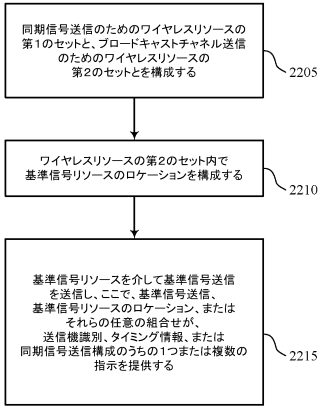 同期信号送信のためのワイヤレスリソースの
第1のセットと、ブロードキャストチャネル送信
のためのワイヤレスリソースの
第2のセットとを構成する
2205
ワイヤレスリソースの第2のセット内で
基準信号リソースのロケーションを構成する
2210
基準信号リソースを介して基準信号送信
を送信し、ここで、基準信号送信、
基準信号リソースのロケーション、または
それらの任意の組合せが、
送信機識別、タイミング情報、または
同期信号送信構成のうちの1つまたは複数の
指示を提供する
2215